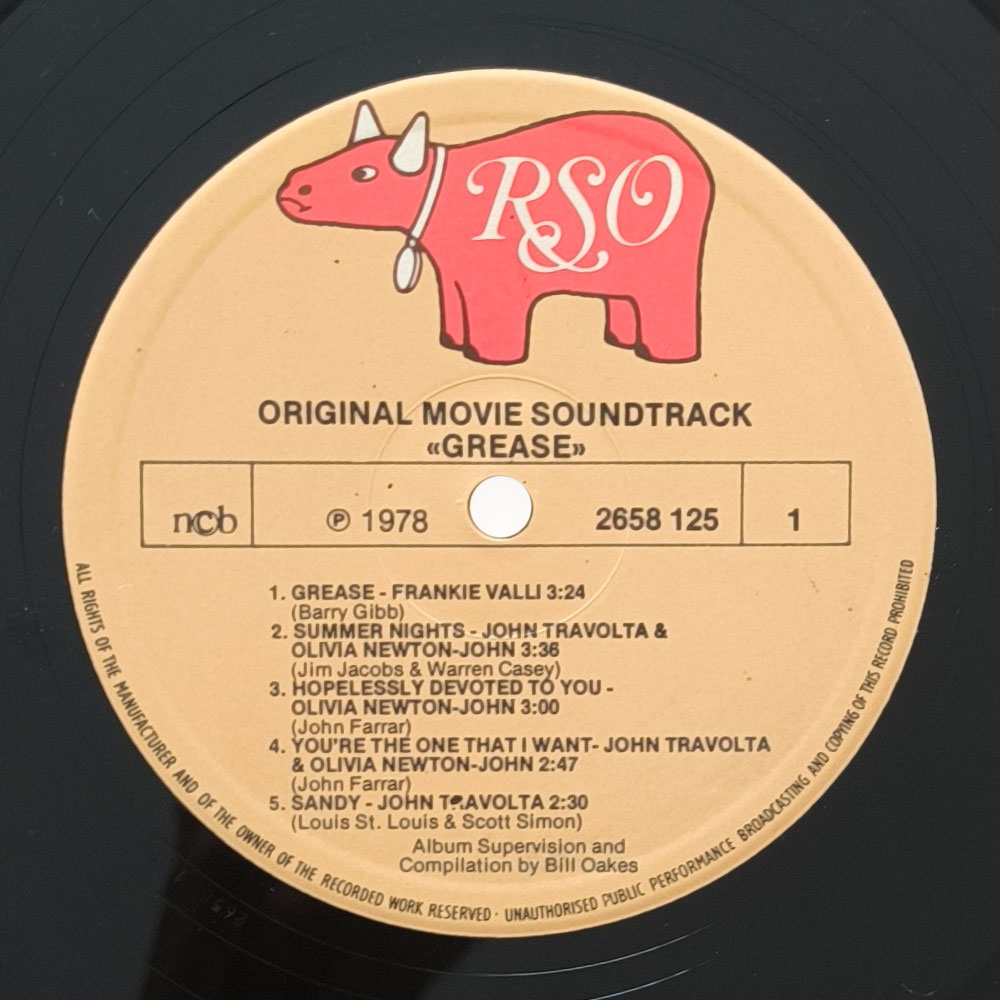 RSO
ORIGINAL MOVIE SOUNDTRACK
«GREASE»
ncb
℗ 1978
2658 125
1
1. GREASE - FRANKIE VALLI 3:24
(Barry Gibb)
2. SUMMER NIGHTS - JOHN TRAVOLTA &
OLIVIA NEWTON-JOHN 3:36
(Jim Jacobs & Warren Casey)
3. HOPELESSLY DEVOTED TO YOU -
OLIVIA NEWTON-JOHN 3:00
(John Farrar)
4. YOU'RE THE ONE THAT I WANT- JOHN TRAVOLTA
& OLIVIA NEWTON-JOHN 2:47
(John Farrar)
5. SANDY - JOHN TRAVOLTA 2:30
(Louis St. Louis & Scott Simon)
Album Supervision and
Compilation by Bill Oakes
ALL RIGHTS OF THE MANUFACTURER AND OF THE OWNER OF THE RECORDED WORK RESERVED · UNAUTHORISED PUBLIC PERFORMANCE BROADCASTING AND COPYING OF THIS RECORD PROHIBITED